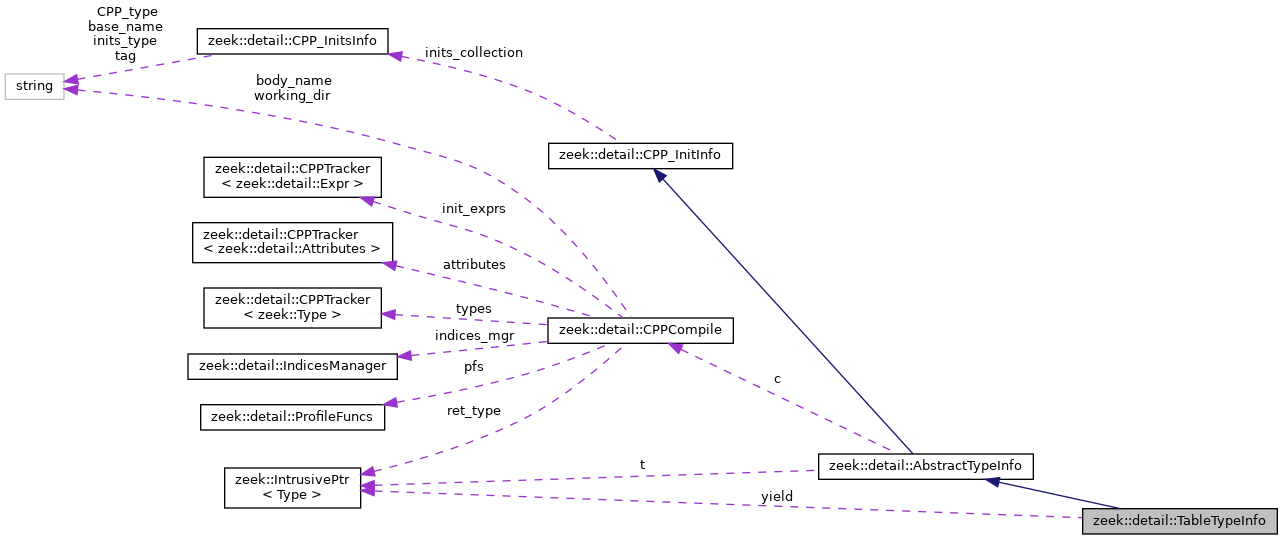 CPP_type
base_name
inits_type
tag
zeek::detail::CPP_InitsInfo
inits_collection
string
body_name
working_dir
zeek::detail::CPP_InitInfo
zeek::detail::CPPTracker
< zeek::detail::Expr >
init_exprs
zeek::detail::CPPTracker
< zeek::detail::Attributes >
attributes
zeek::detail::CPPTracker
< zeek::Type >
types
zeek::detail::CPPCompile
indices_mgr
zeek::detail::IndicesManager
pfs
c
zeek::detail::ProfileFuncs
ret_type
zeek::IntrusivePtr
< Type >
t
zeek::detail::AbstractTypeInfo
yield
zeek::detail::TableTypeInfo